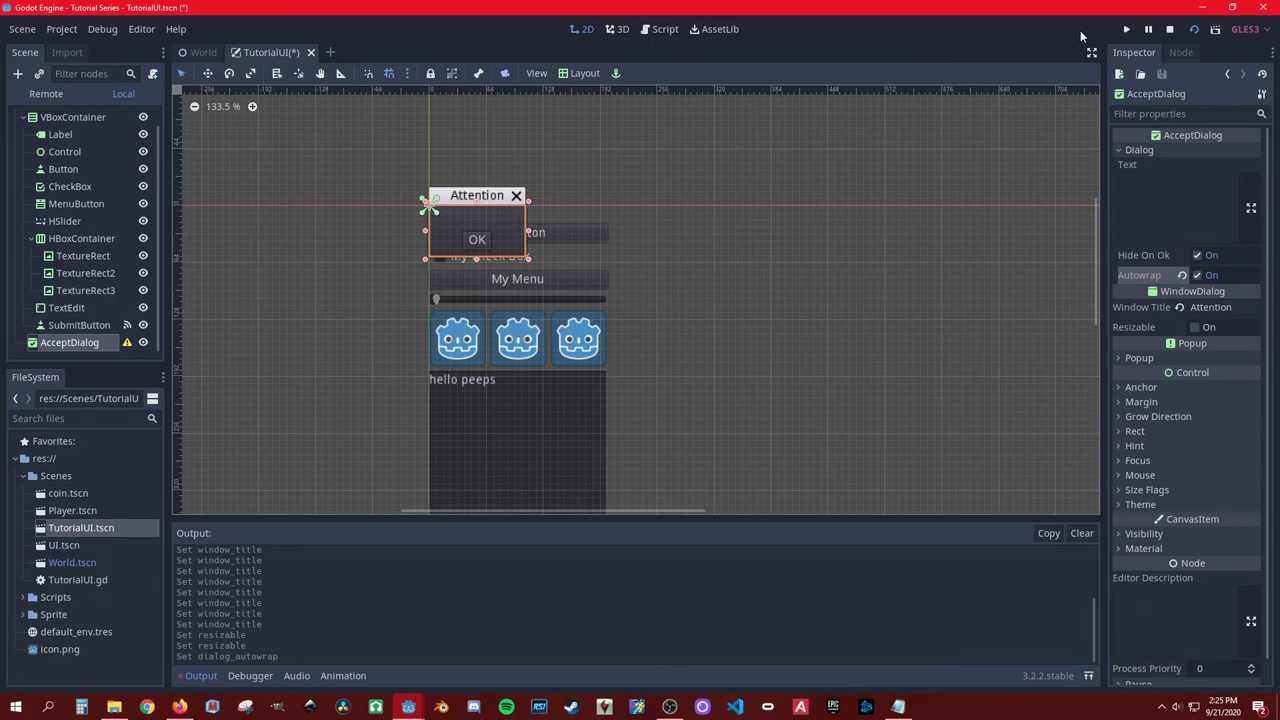 Godot Engine - Tutorial Series - TutorialUI.tscn (*)
Scene Project Debug Editor Help
2D 3D Script AssetLib
GLES3
Scene Import
World TutorialUI(*)
Inspector Node
Filter nodes
View Layout
Remote Local
AcceptDialog
133.5 %
Filter properties
VBoxContainer
Label
Control
Button
CheckBox
MenuButton
HSlider
HBoxContainer
TextureRect
TextureRect2
TextureRect3
TextEdit
SubmitButton
AcceptDialog
FileSystem
res://Scenes/TutorialU
Search files
Favorites:
res://
Scenes
coin.tscn
Player.tscn
TutorialUI.tscn
UI.tscn
World.tscn
TutorialUI.gd
Scripts
Sprite
default_env.tres
icon.png
Attention
OK
ton
My Menu
hello peeps
Output:
Copy Clear
Set window_title
Set window_title
Set window_title
Set window_title
Set window_title
Set window_title
Set window_title
Set window_title
Set resizable
Set resizable
Set dialog_autowrap
Output Debugger Audio Animation
3.2.2.stable
AcceptDialog
Dialog
Text
Hide On Ok On
Autowrap On
WindowDialog
Window Title Attention
Resizable On
Popup
Popup
Control
Anchor
Margin
Grow Direction
Rect
Hint
Focus
Mouse
Size Flags
Theme
CanvasItem
Visibility
Material
Node
Editor Description
Process Priority 0
Pause
2:25 PM
9/21/2020